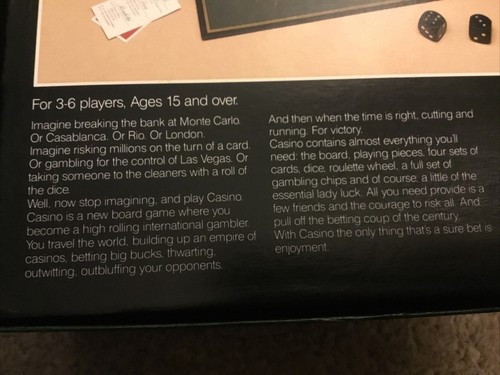 For 3-6 players, Ages 15 and over.
Imagine breaking the bank at Monte Carlo.
Or Casablanca. Or Rio. Or London.
Imagine risking millions on the turn of a card.
Or gambling for the control of Las Vegas. Or
taking someone to the cleaners with a roll of
the dice.
Well, now stop imagining, and play Casino.
Casino is a new board game where you
become a high rolling international gambler.
You travel the world, building up an empire of
casinos, betting big bucks, thwarting,
outwitting, outbluffing your opponents.
And then when the time is right, cutting and
running. For victory.
Casino contains almost everything you'll
need: the board, playing pieces, four sets of
cards, dice, roulette wheel, a full set of
gambling chips and of course, a little of the
essential lady luck. All you need provide is a
few friends and the courage to risk all. And
pull off the betting coup of the century.
With Casino the only thing that's a sure bet is
enjoyment.